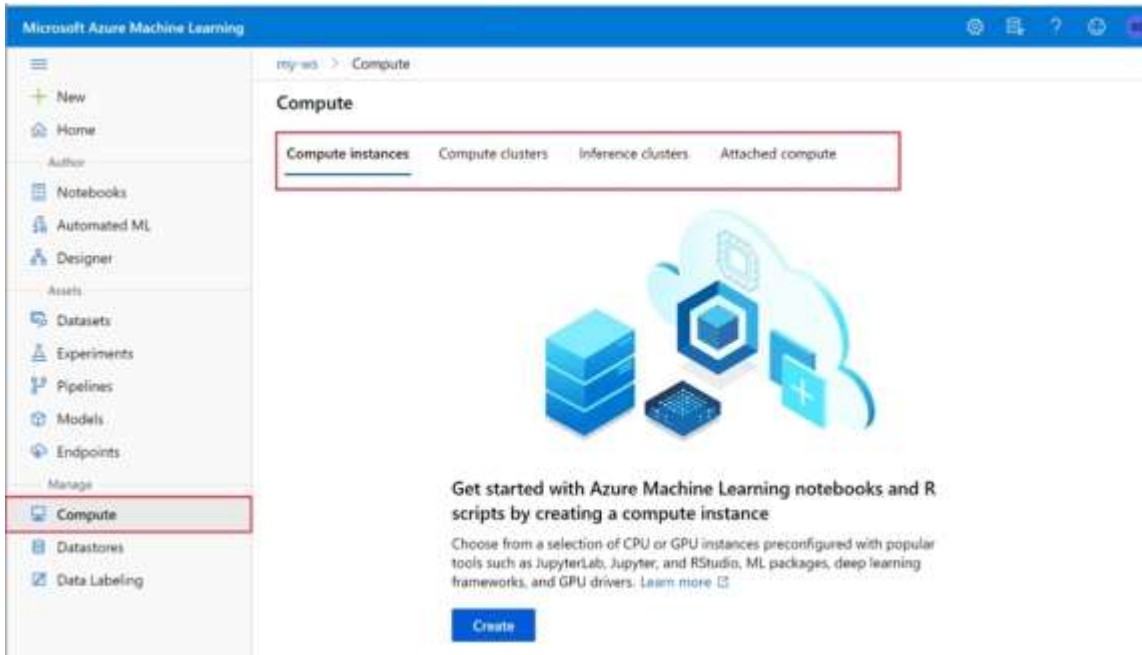 Microsoft Azure Machine Learning
my-ws > Compute
New
Home
Author
Notebooks
Automated ML
Designer
Assets
Datasets
Experiments
Pipelines
Models
Endpoints
Manage
Compute
Datastores
Data Labeling
Compute
Compute instances Compute clusters Inference clusters Attached compute
Get started with Azure Machine Learning notebooks and R
scripts by creating a compute instance
Choose from a selection of CPU or GPU instances preconfigured with popular
tools such as JupyterLab, Jupyter, and RStudio, ML packages, deep learning
frameworks, and GPU drivers. Learn more
Create